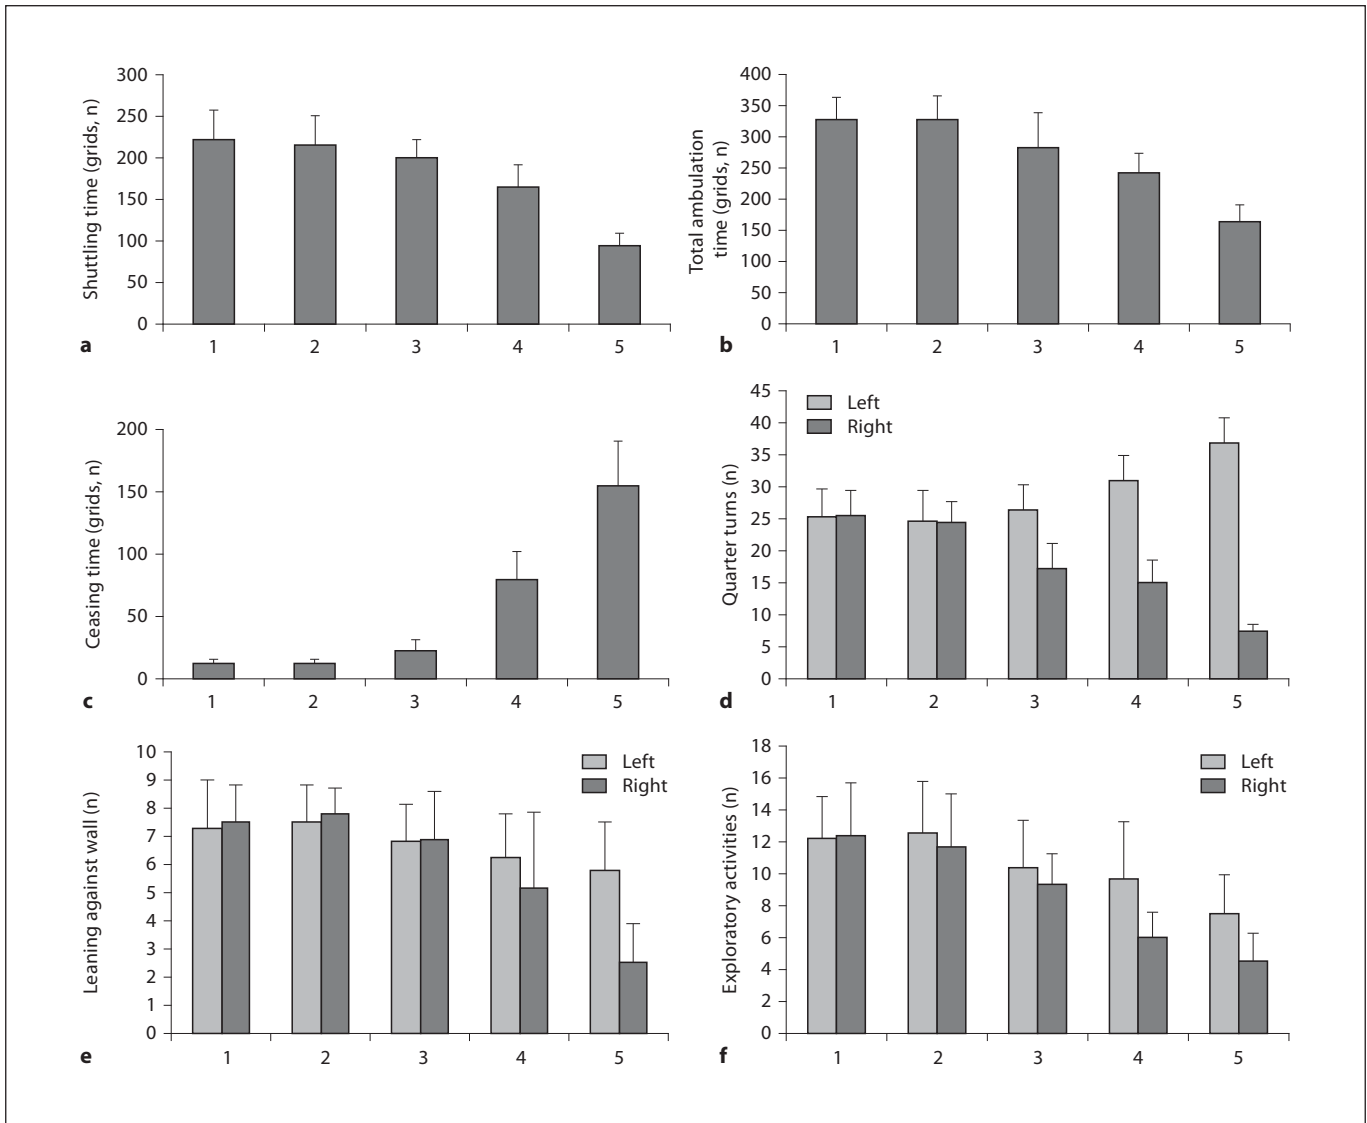 300
250
200
150
100
50
0
Shuttling time (grids, n)
a
1 2 3 4 5
400
350
300
250
200
150
100
50
0
Total ambulation
time (grids, n)
b
1 2 3 4 5
200
150
100
50
0
Ceasing time (grids, n)
c
1 2 3 4 5
45
40
35
30
25
20
15
10
5
0
Quarter turns (n)
Left
Right
d
1 2 3 4 5
10
9
8
7
6
5
4
3
2
1
0
Leaning against wall (n)
Left
Right
e
1 2 3 4 5
18
16
14
12
10
8
6
4
2
0
Exploratory activities (n)
Left
Right
f
1 2 3 4 5